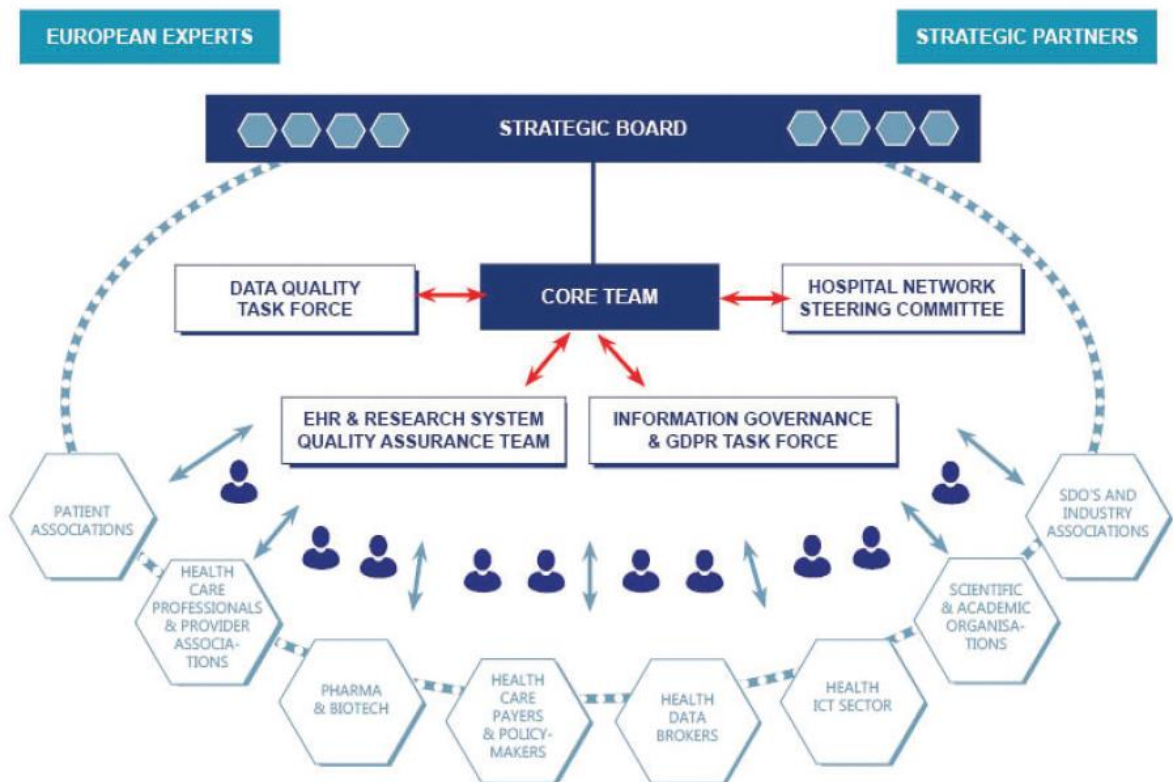 EUROPEAN EXPERTS
STRATEGIC PARTNERS
STRATEGIC BOARD
DATA QUALITY
TASK FORCE
CORE TEAM
HOSPITAL NETWORK
STEERING COMMITTEE
EHR & RESEARCH SYSTEM
QUALITY ASSURANCE TEAM
INFORMATION GOVERNANCE
& GDPR TASK FORCE
PATIENT
ASSOCIATIONS
SDO'S AND
INDUSTRY
ASSOCIATIONS
HEALTH
CARE
PROFESSIONALS
& PROVIDER
ASSOCIA-
TIONS
SCIENTIFIC
& ACADEMIC
ORGANISA-
TIONS
PHARMA
& BIOTECH
HEALTH
CARE
PAYERS
& POLICY-
MAKERS
HEALTH
DATA
BROKERS
HEALTH
ICT SECTOR